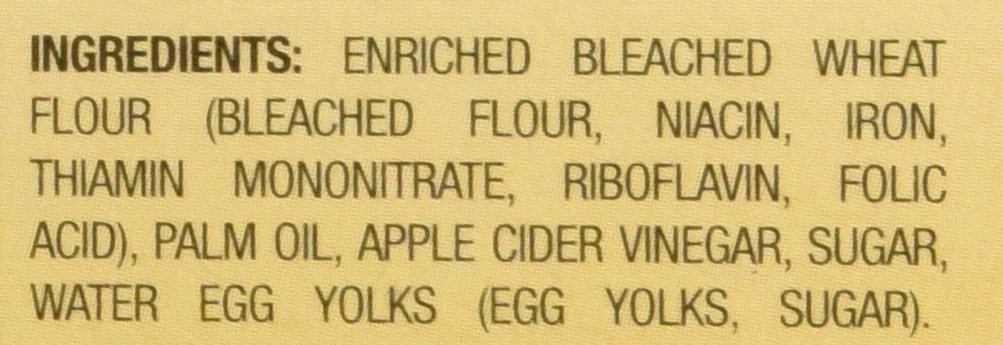 INGREDIENTS: ENRICHED BLEACHED WHEAT
FLOUR (BLEACHED FLOUR, NIACIN, IRON,
THIAMIN MONONITRATE, RIBOFLAVIN, FOLIC
ACID), PALM OIL, APPLE CIDER VINEGAR, SUGAR,
WATER EGG YOLKS (EGG YOLKS, SUGAR).